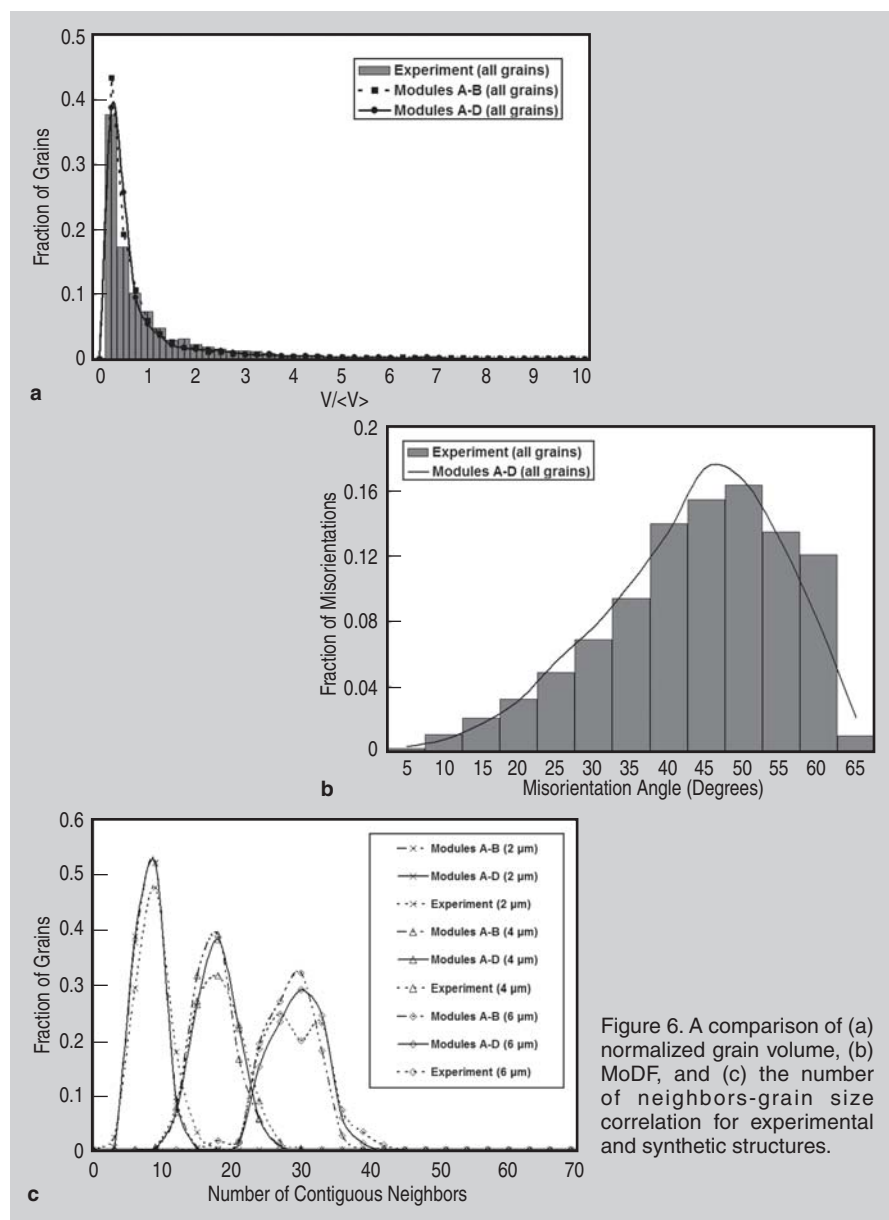 0.5
0.4
0.3
0.2
0.1
0
Fraction of Grains
Experiment (all grains)
Modules A-B (all grains)
Modules A-D (all grains)
0 1 2 3 4 5 6 7 8 9 10
V/<V>
a
0.2
0.16
0.12
0.08
0.04
0
Fraction of Misorientations
Experiment (all grains)
Modules A-D (all grains)
5 10 15 20 25 30 35 40 45 50 55 60 65
Misorientation Angle (Degrees)
b
0.6
0.5
0.4
0.3
0.2
0.1
0
Fraction of Grains
Modules A-B (2 µm)
Modules A-D (2 µm)
Experiment (2 µm)
Modules A-B (4 µm)
Modules A-D (4 µm)
Experiment (4 µm)
Modules A-B (6 µm)
Modules A-D (6 µm)
Experiment (6 µm)
0 10 20 30 40 50 60 70
Number of Contiguous Neighbors
c
Figure 6. A comparison of (a)
normalized grain volume, (b)
MoDF, and (c) the number
of neighbors-grain size
correlation for experimental
and synthetic structures.